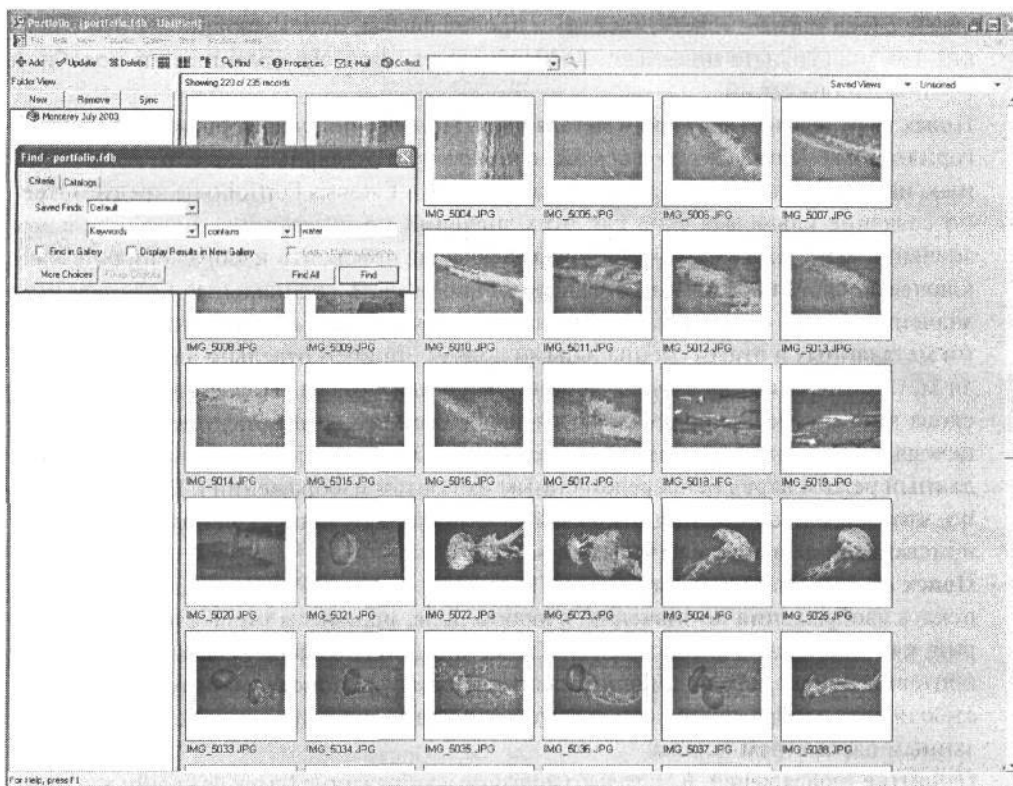 Portfolio - [portfolio.fdb - Untitled]
Add Update Delete Find Properties E-Mail Collect
Folder View
Showing 223 of 235 records
Saved Views Unsorted
New Remove Sync
Monterey July 2003
Find - portfolio.fdb
Criteria Catalogs
Saved Finds: Default
Keywords contains water
Find in Gallery Display Results in New Gallery
More Choices Find All Find
IMG_5004.JPG IMG_5005.JPG IMG_5006.JPG IMG_5007.JPG
IMG_5008.JPG IMG_5009.JPG IMG_5010.JPG IMG_5011.JPG IMG_5012.JPG IMG_5013.JPG
IMG_5014.JPG IMG_5015.JPG IMG_5016.JPG IMG_5017.JPG IMG_5018.JPG IMG_5019.JPG
IMG_5020.JPG IMG_5021.JPG IMG_5022.JPG IMG_5023.JPG IMG_5024.JPG IMG_5025.JPG
IMG_5033.JPG IMG_5034.JPG IMG_5035.JPG IMG_5036.JPG IMG_5037.JPG IMG_5038.JPG
For Help, press F1